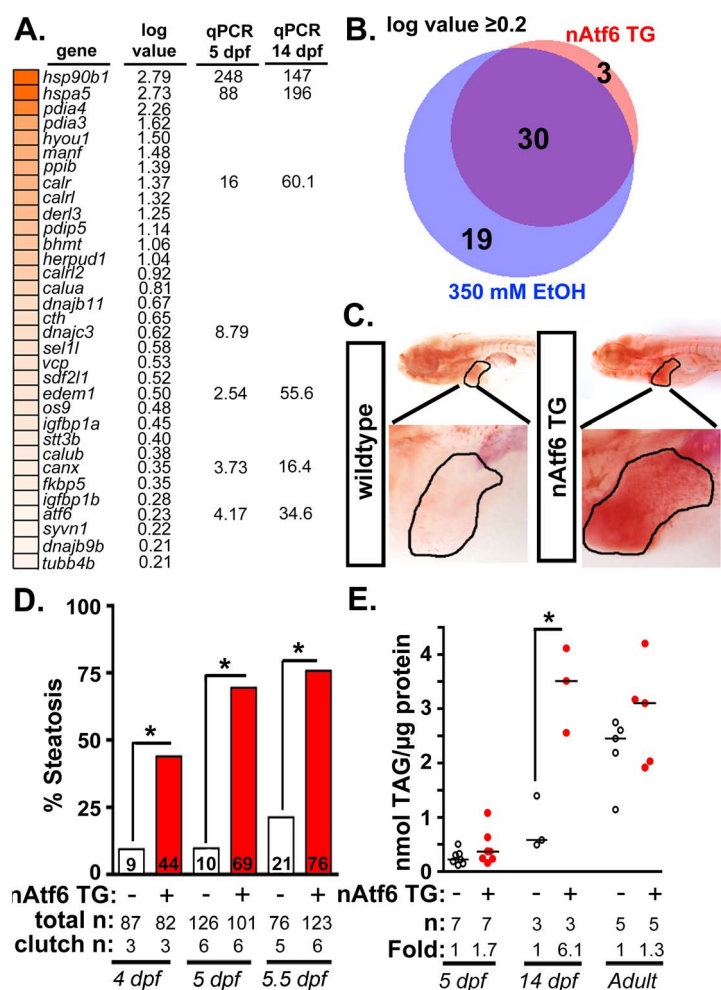 A.
gene log value qPCR 5 dpf qPCR 14 dpf
hsp90b1 2.79 248 147
hspa5 2.73 88 196
pdia4 2.26
pdia3 1.62
hyou1 1.50
manf 1.48
ppib 1.39
calr 1.37 16 60.1
calrl 1.32
derl3 1.25
pdip5 1.14
bhmt 1.06
herpud1 1.04
calrl2 0.92
calua 0.81
dnajb11 0.67
cth 0.65
dnajc3 0.62 8.79
sel1l 0.58
vcp 0.53
sdf2l1 0.52
edem1 0.50 2.54 55.6
os9 0.48
igfbp1a 0.45
stt3b 0.40
calub 0.38
canx 0.35 3.73 16.4
fkbp5 0.35
igfbp1b 0.28
atf6 0.23 4.17 34.6
syvn1 0.22
dnajb9b 0.21
tubb4b 0.21
B. log value ≥0.2
nAtf6 TG
3
30
19
350 mM EtOH
C.
wildtype
nAtf6 TG
D.
% Steatosis
100
75
50
25
0
* * *
9 44 10 69 21 76
nAtf6 TG: - + - + - +
total n: 87 82 126 101 76 123
clutch n: 3 3 6 6 5 6
4 dpf 5 dpf 5.5 dpf
E.
nmol TAG/µg protein
4
3
2
1
0
*
nAtf6 TG: - + - + - +
n: 7 7 3 3 5 5
Fold: 1 1.7 1 6.1 1 1.3
5 dpf 14 dpf Adult